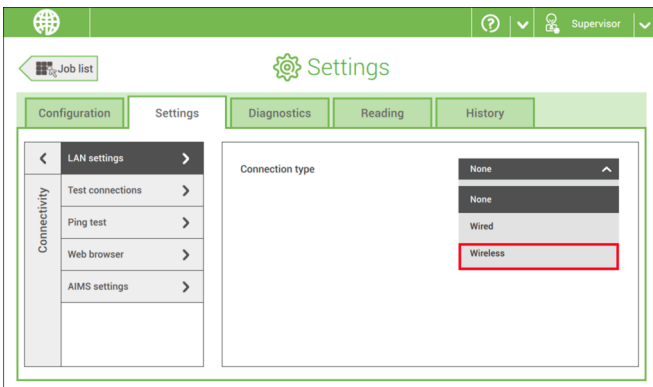 Supervisor
Job list
Settings
Configuration
Settings
Diagnostics
Reading
History
Connectivity
LAN settings
Test connections
Ping test
Web browser
AIMS settings
Connection type
None
None
Wired
Wireless